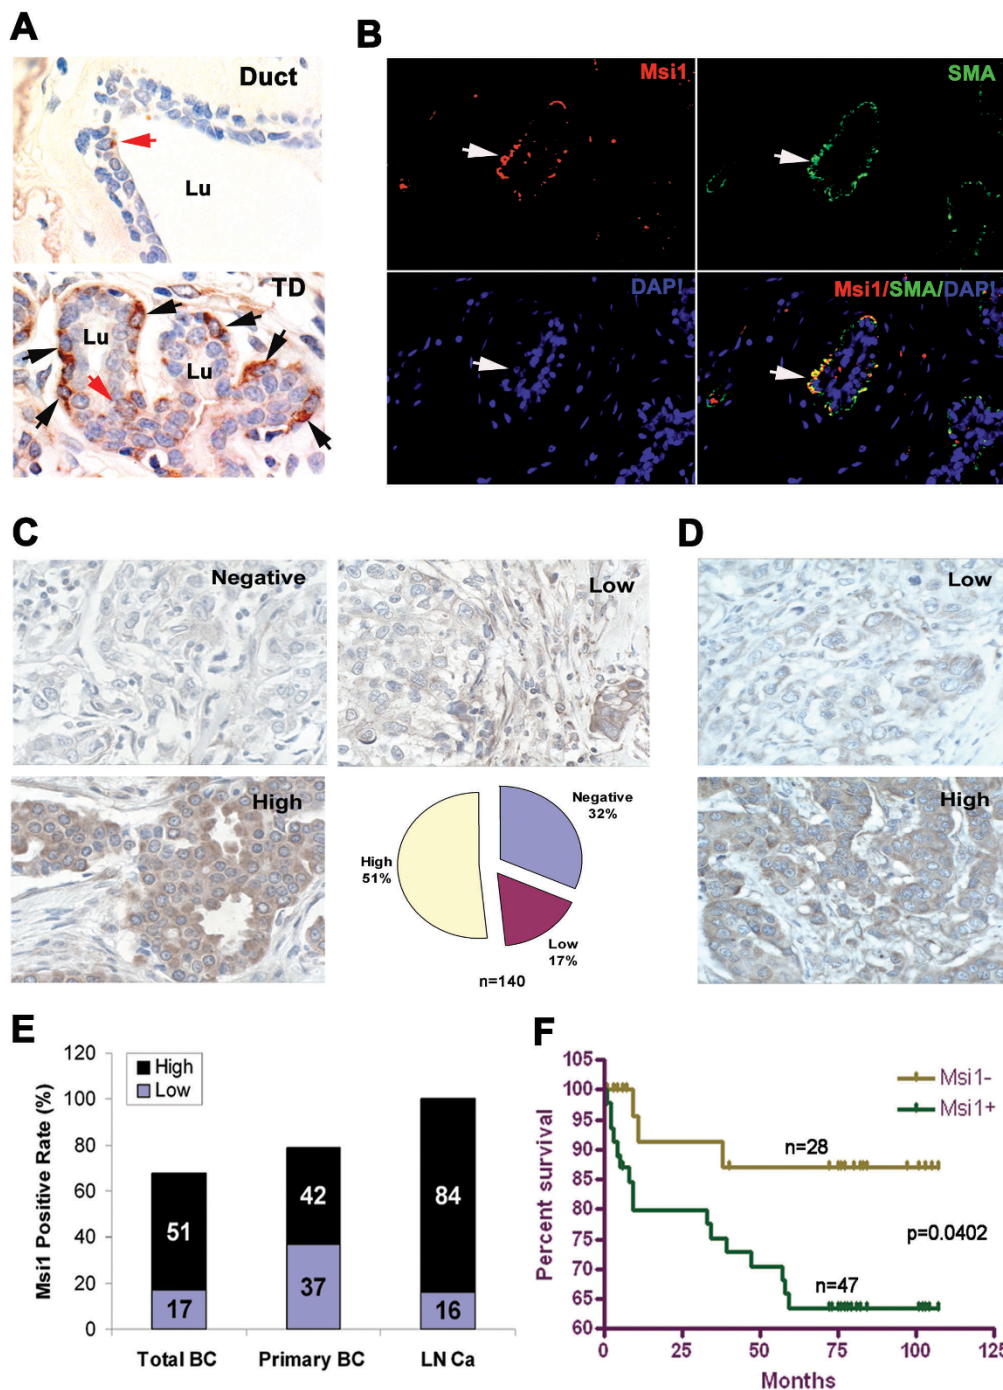 A
Duct
Lu
TD
Lu
Lu
B
Msi1
SMA
DAPI
Msi1/SMA/DAPI
C
Negative
Low
High
Negative
32%
High
51%
Low
17%
n=140
D
Low
High
E
120
100
80
60
40
20
0
Msi1 Positive Rate (%)
High
Low
51
17
42
37
84
16
Total BC
Primary BC
LN Ca
F
105
100
95
90
85
80
75
70
65
60
Percent survival
Msi1-
Msi1+
n=28
p=0.0402
n=47
0
25
50
75
100
125
Months